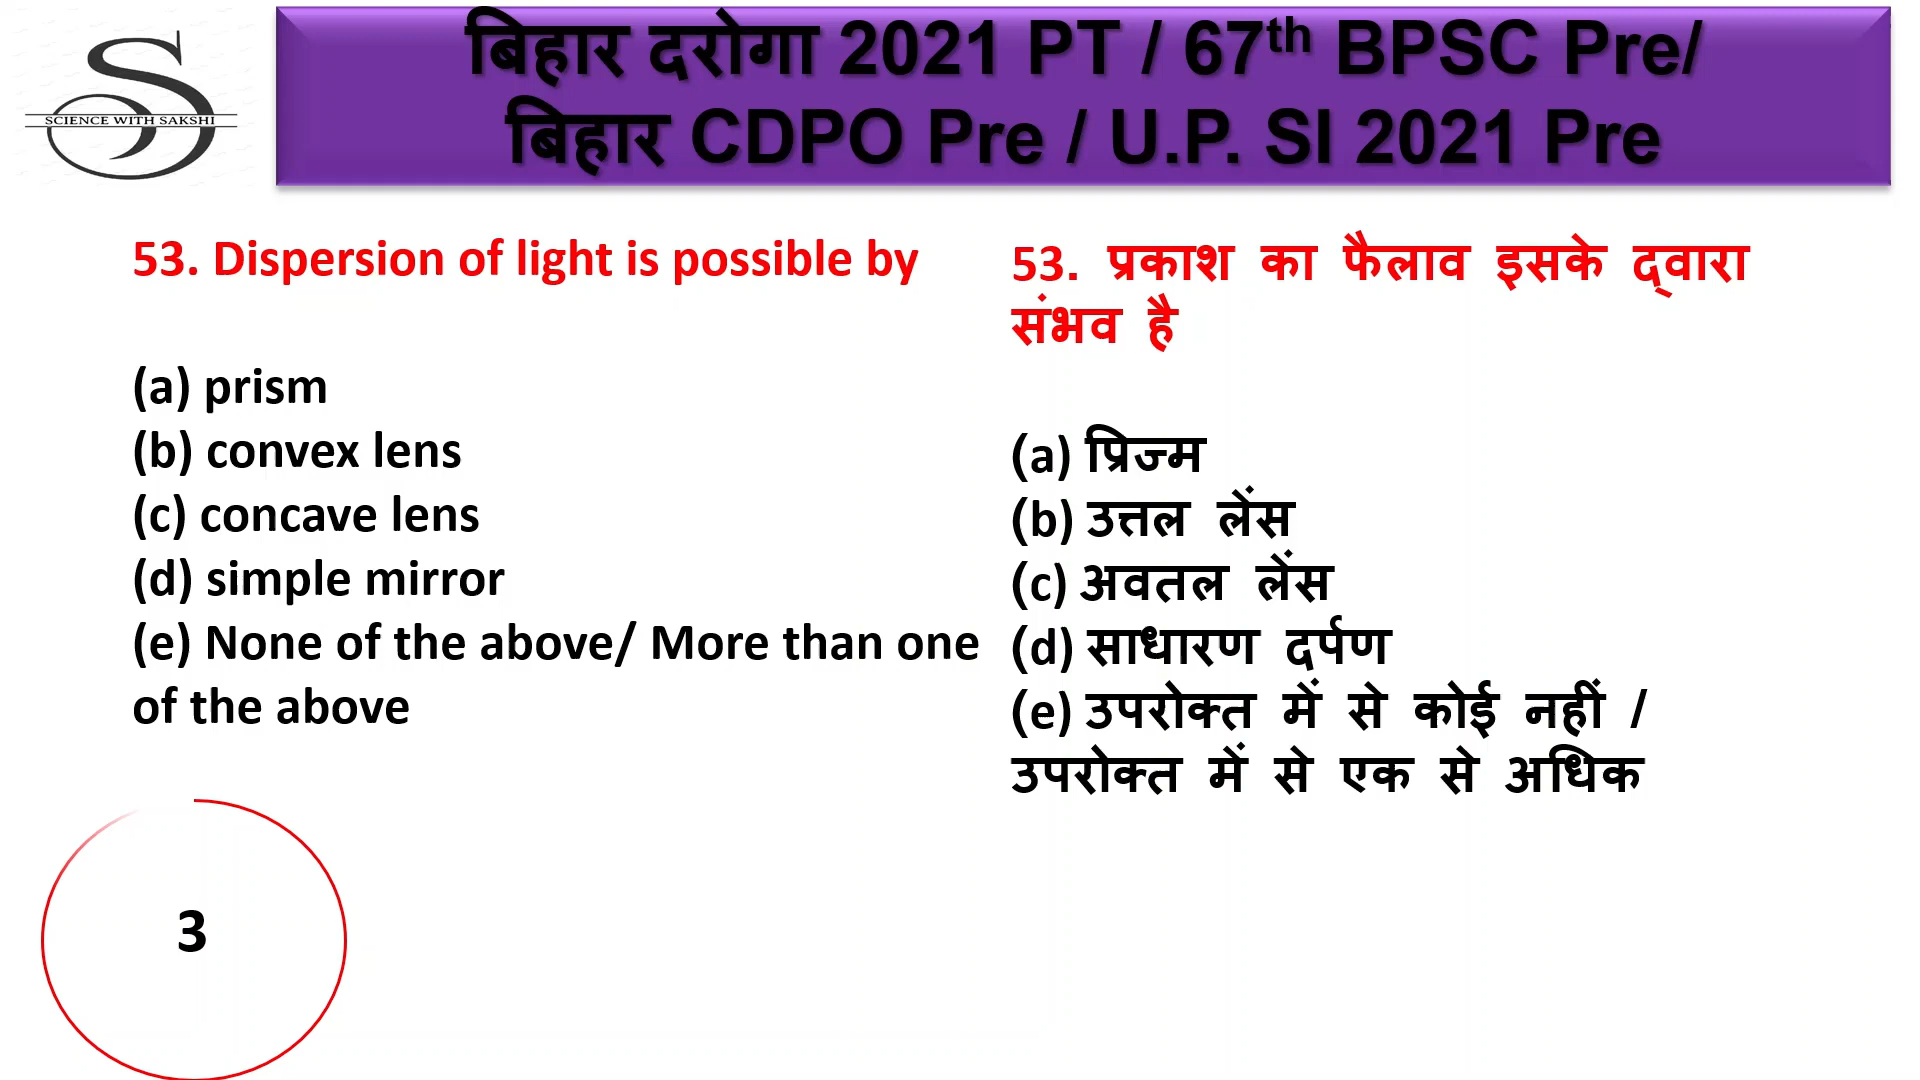 SCIENCE WITH SAKSHI
बिहार दरोगा 2021 PT / 67th BPSC Pre/
बिहार CDPO Pre / U.P. SI 2021 Pre
53. Dispersion of light is possible by
(a) prism
(b) convex lens
(c) concave lens
(d) simple mirror
(e) None of the above/ More than one
of the above
53. प्रकाश का फैलाव इसके द्वारा
संभव है
(a) प्रिज्म
(b) उत्तल लेंस
(c) अवतल लेंस
(d) साधारण दर्पण
(e) उपरोक्त में से कोई नहीं /
उपरोक्त में से एक से अधिक
3